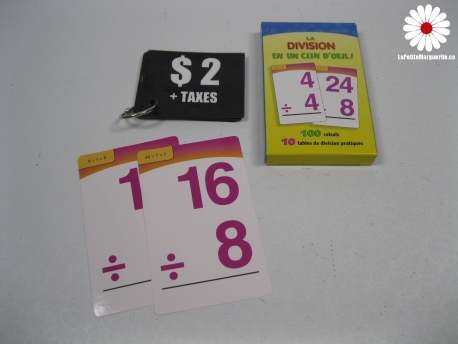 LaPetiteMarguerite.ca
$2
+ TAXES
LA
DIVISION
EN UN CLIN D'OEIL!
4
÷ 4
24
8
100 calculs
10 tables de division pratiques
1
÷
16
÷ 8